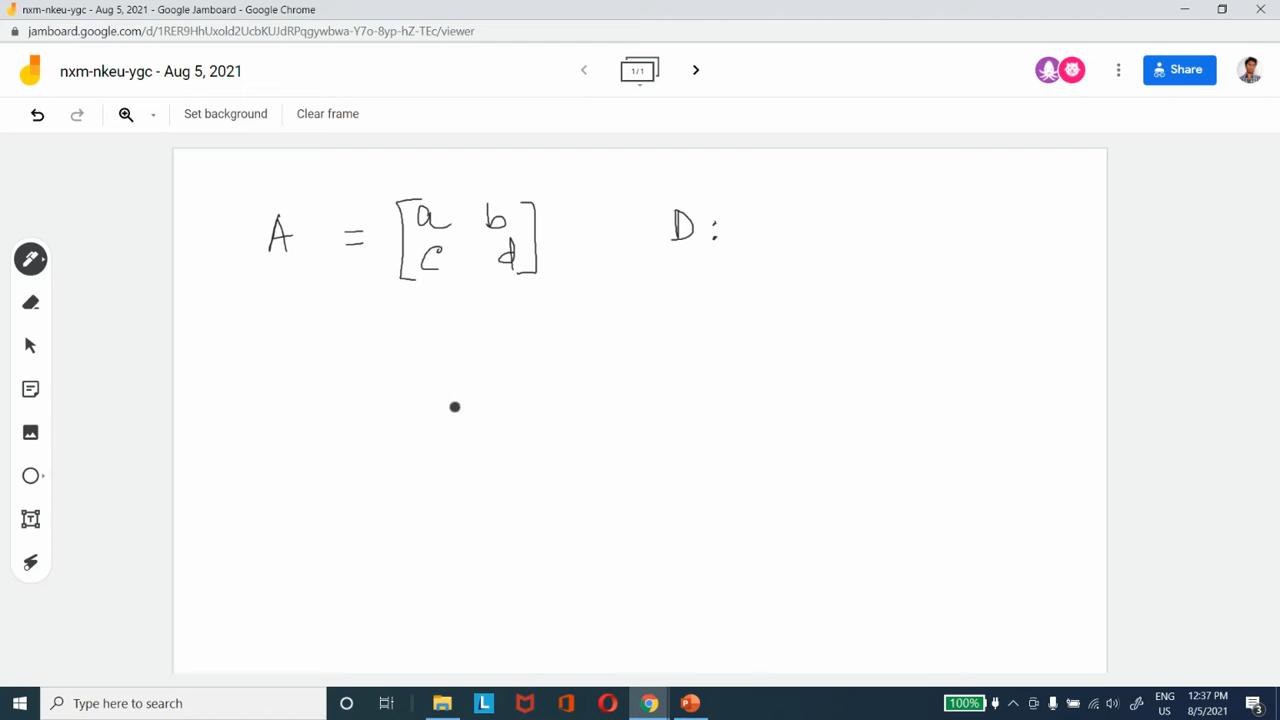 nxm-nkeu-ygc - Aug 5, 2021 - Google Jamboard - Google Chrome
jamboard.google.com/d/1RER9HhUxold2UcbKUJdRPqgywbwa-Y7o-8yp-hZ-TEc/viewer
nxm-nkeu-ygc - Aug 5, 2021
1/1
Share
Set background
Clear frame
A = [a b
c d]
D :
T
Type here to search
L
100%
ENG
US
12:37 PM
8/5/2021
3